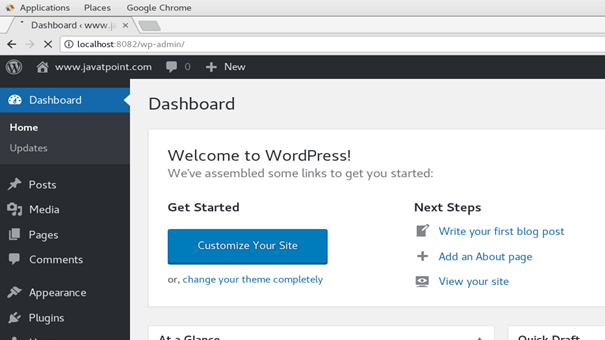 Applications Places Google Chrome
Dashboard ‹ www.ja
localhost:8082/wp-admin/
www.javatpoint.com 0 New
Dashboard
Home
Updates
Posts
Media
Pages
Comments
Appearance
Plugins
Dashboard
Welcome to WordPress!
We've assembled some links to get you started:
Get Started
Customize Your Site
or, change your theme completely
Next Steps
Write your first blog post
Add an About page
View your site
At a Glance
Quick Draft